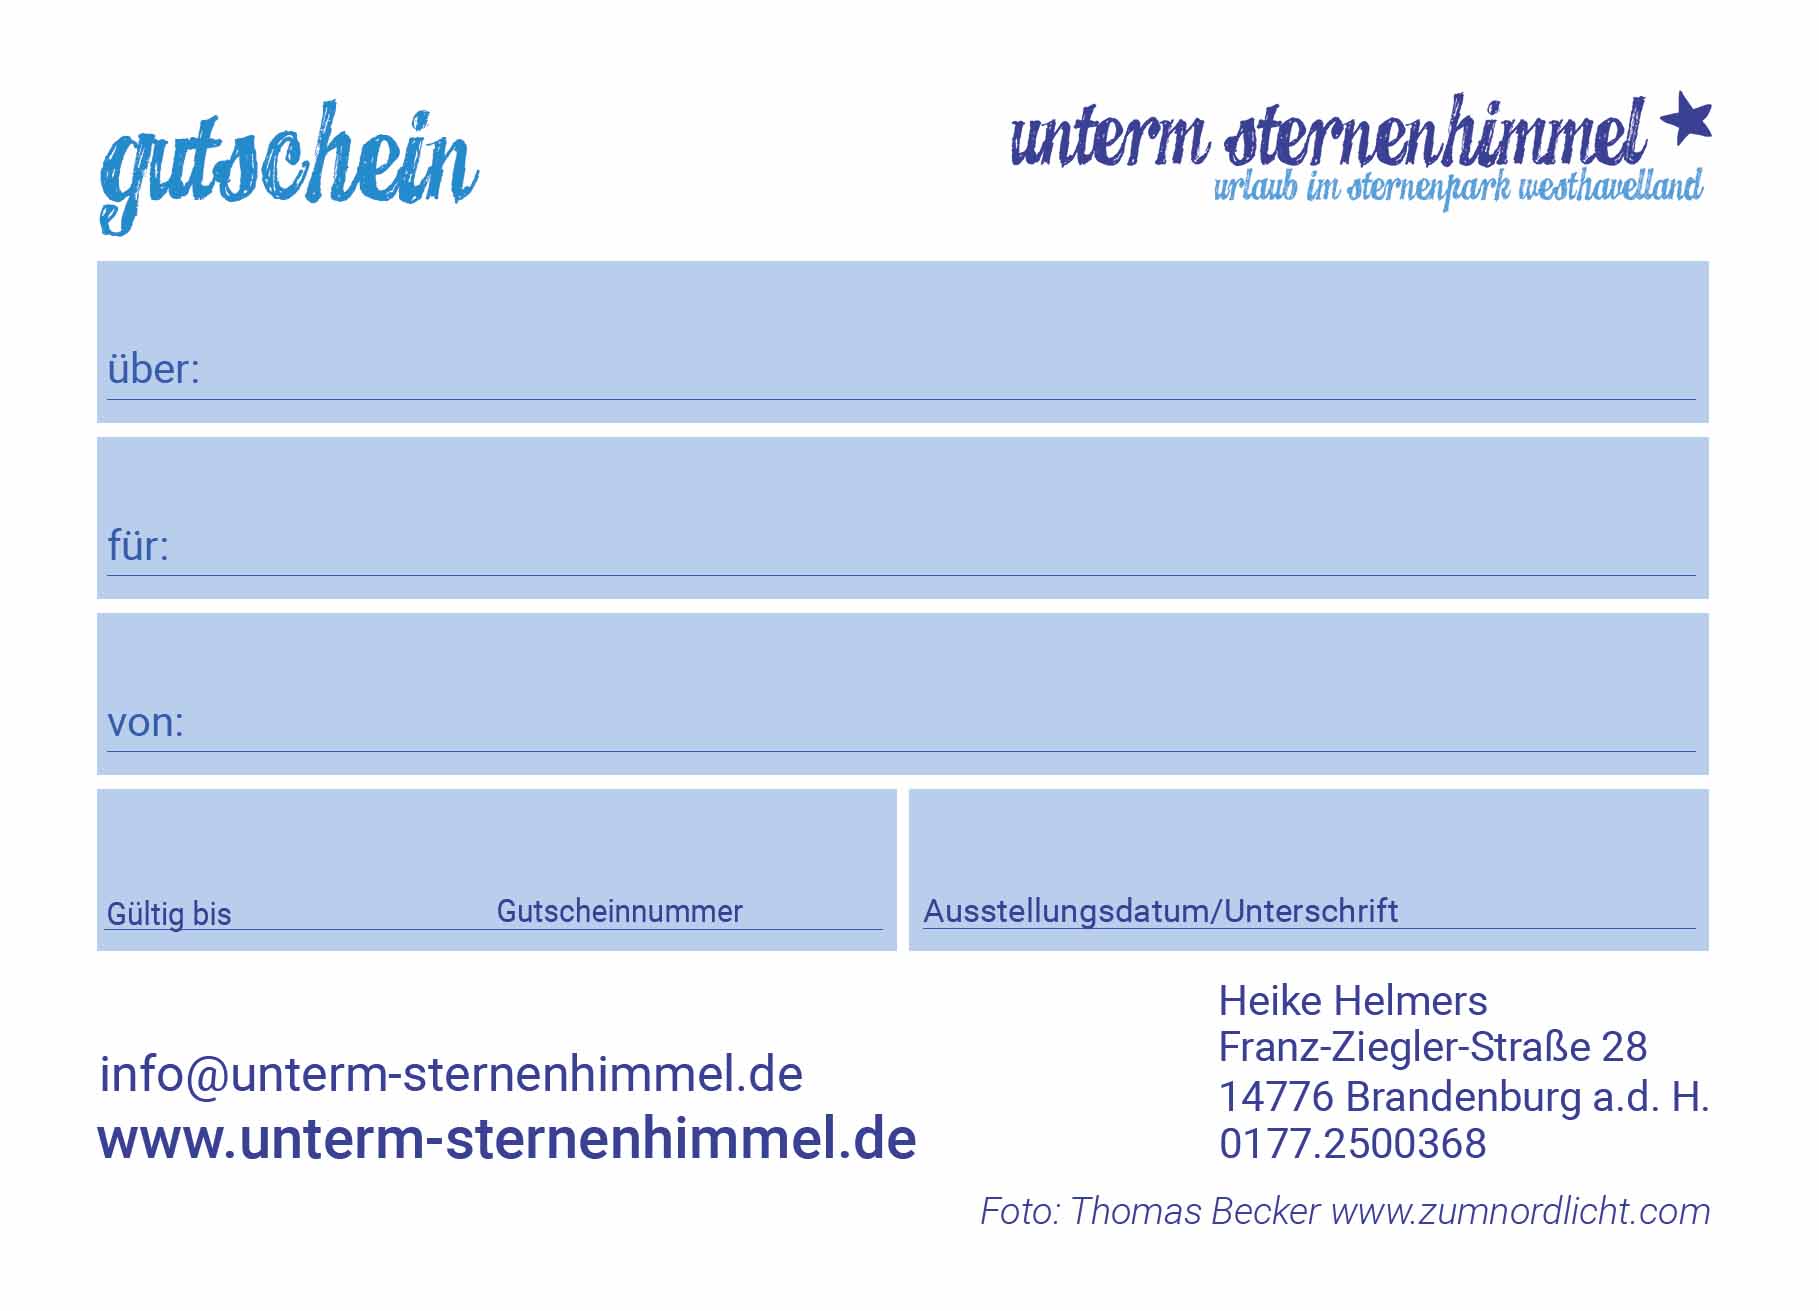 gutschein
unterm sternenhimmel
urlaub im sternenpark westhavelland
über:
für:
von:
Gültig bis Gutscheinnummer
Ausstellungsdatum/Unterschrift
info@unterm-sternenhimmel.de
www.unterm-sternenhimmel.de
Heike Helmers
Franz-Ziegler-Straße 28
14776 Brandenburg a.d. H.
0177.2500368
Foto: Thomas Becker www.zumnordlicht.com